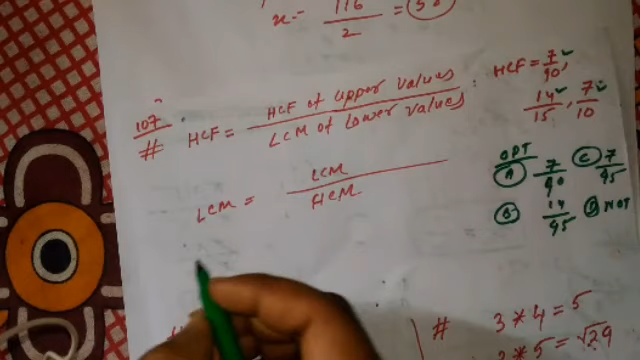 x = 116/2 = 58
107
# HCF = HCF of upper values / LCM of Lower values
HCF = 7/90,
14/15, 7/10
LCM = LCM / HCM
OPT
A 7/90 C 7/45
B 14/45 D NOT
# 3 * 4 = 5
2 * 5 = √29